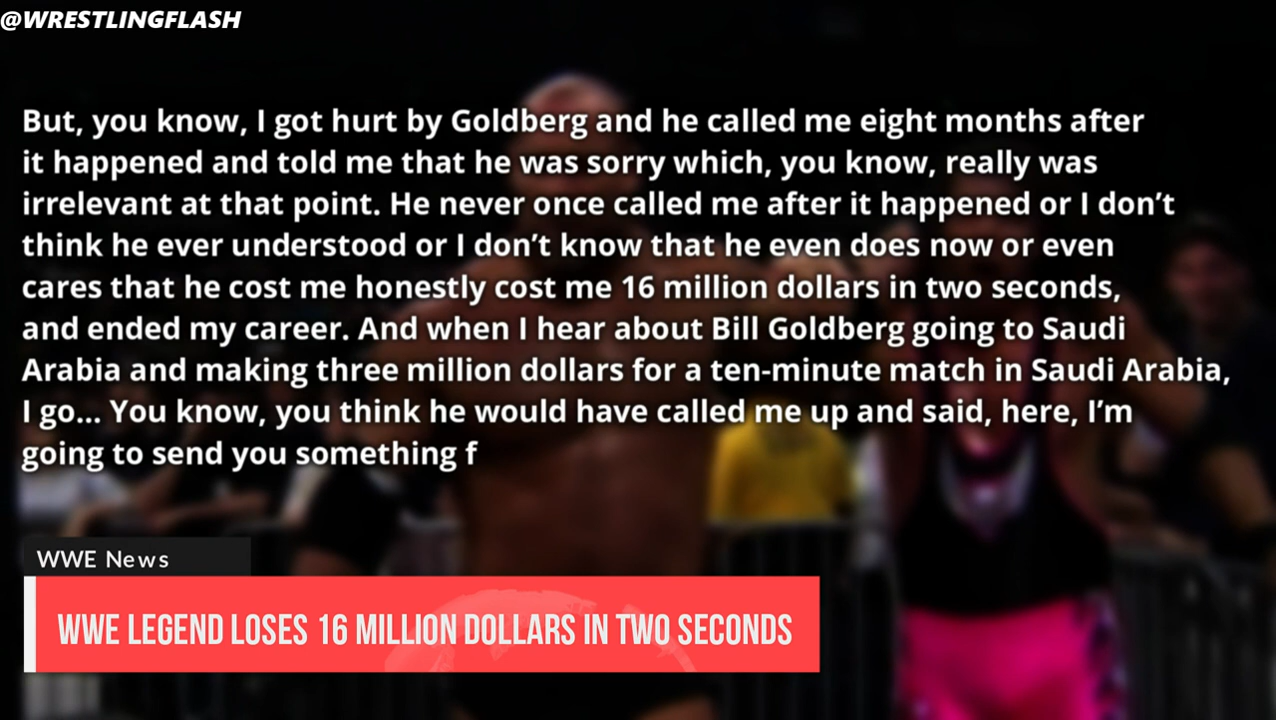 @WRESTLINGFLASH
But, you know, I got hurt by Goldberg and he called me eight months after
it happened and told me that he was sorry which, you know, really was
irrelevant at that point. He never once called me after it happened or I don’t
think he ever understood or I don’t know that he even does now or even
cares that he cost me honestly cost me 16 million dollars in two seconds,
and ended my career. And when I hear about Bill Goldberg going to Saudi
Arabia and making three million dollars for a ten-minute match in Saudi Arabia,
I go... You know, you think he would have called me up and said, here, I’m
going to send you something f
WWE News
WWE LEGEND LOSES 16 MILLION DOLLARS IN TWO SECONDS